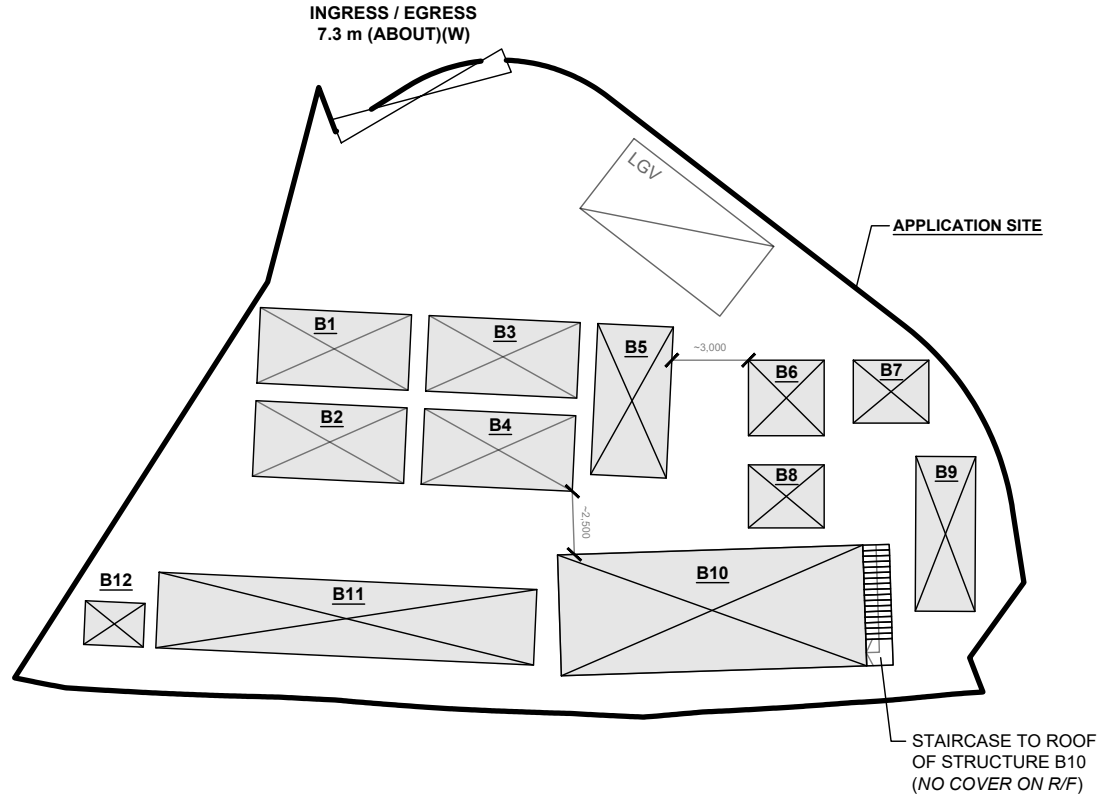 INGRESS / EGRESS
7.3 m (ABOUT)(W)
LGV
APPLICATION SITE
B1
B3
B5
~3,000
B6
B7
B2
B4
B8
B9
~2,500
B10
B12
B11
STAIRCASE TO ROOF
OF STRUCTURE B10
(NO COVER ON R/F)